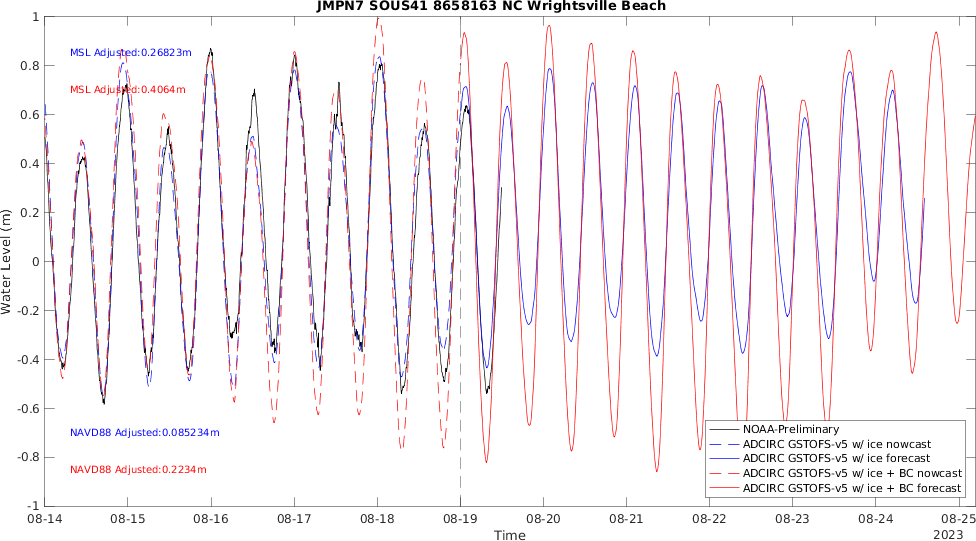 JMPN7 SOUS41 8658163 NC Wrightsville Beach
MSL Adjusted:0.26823m
MSL Adjusted:0.4064m
NAVD88 Adjusted:0.085234m
NAVD88 Adjusted:0.2234m
Water Level (m)
1
0.8
0.6
0.4
0.2
0
-0.2
-0.4
-0.6
-0.8
-1
NOAA-Preliminary
ADCIRC GSTOFS-v5 w/ ice nowcast
ADCIRC GSTOFS-v5 w/ ice forecast
ADCIRC GSTOFS-v5 w/ ice + BC nowcast
ADCIRC GSTOFS-v5 w/ ice + BC forecast
08-14 08-15 08-16 08-17 08-18 08-19 08-20 08-21 08-22 08-23 08-24 08-25
Time
2023